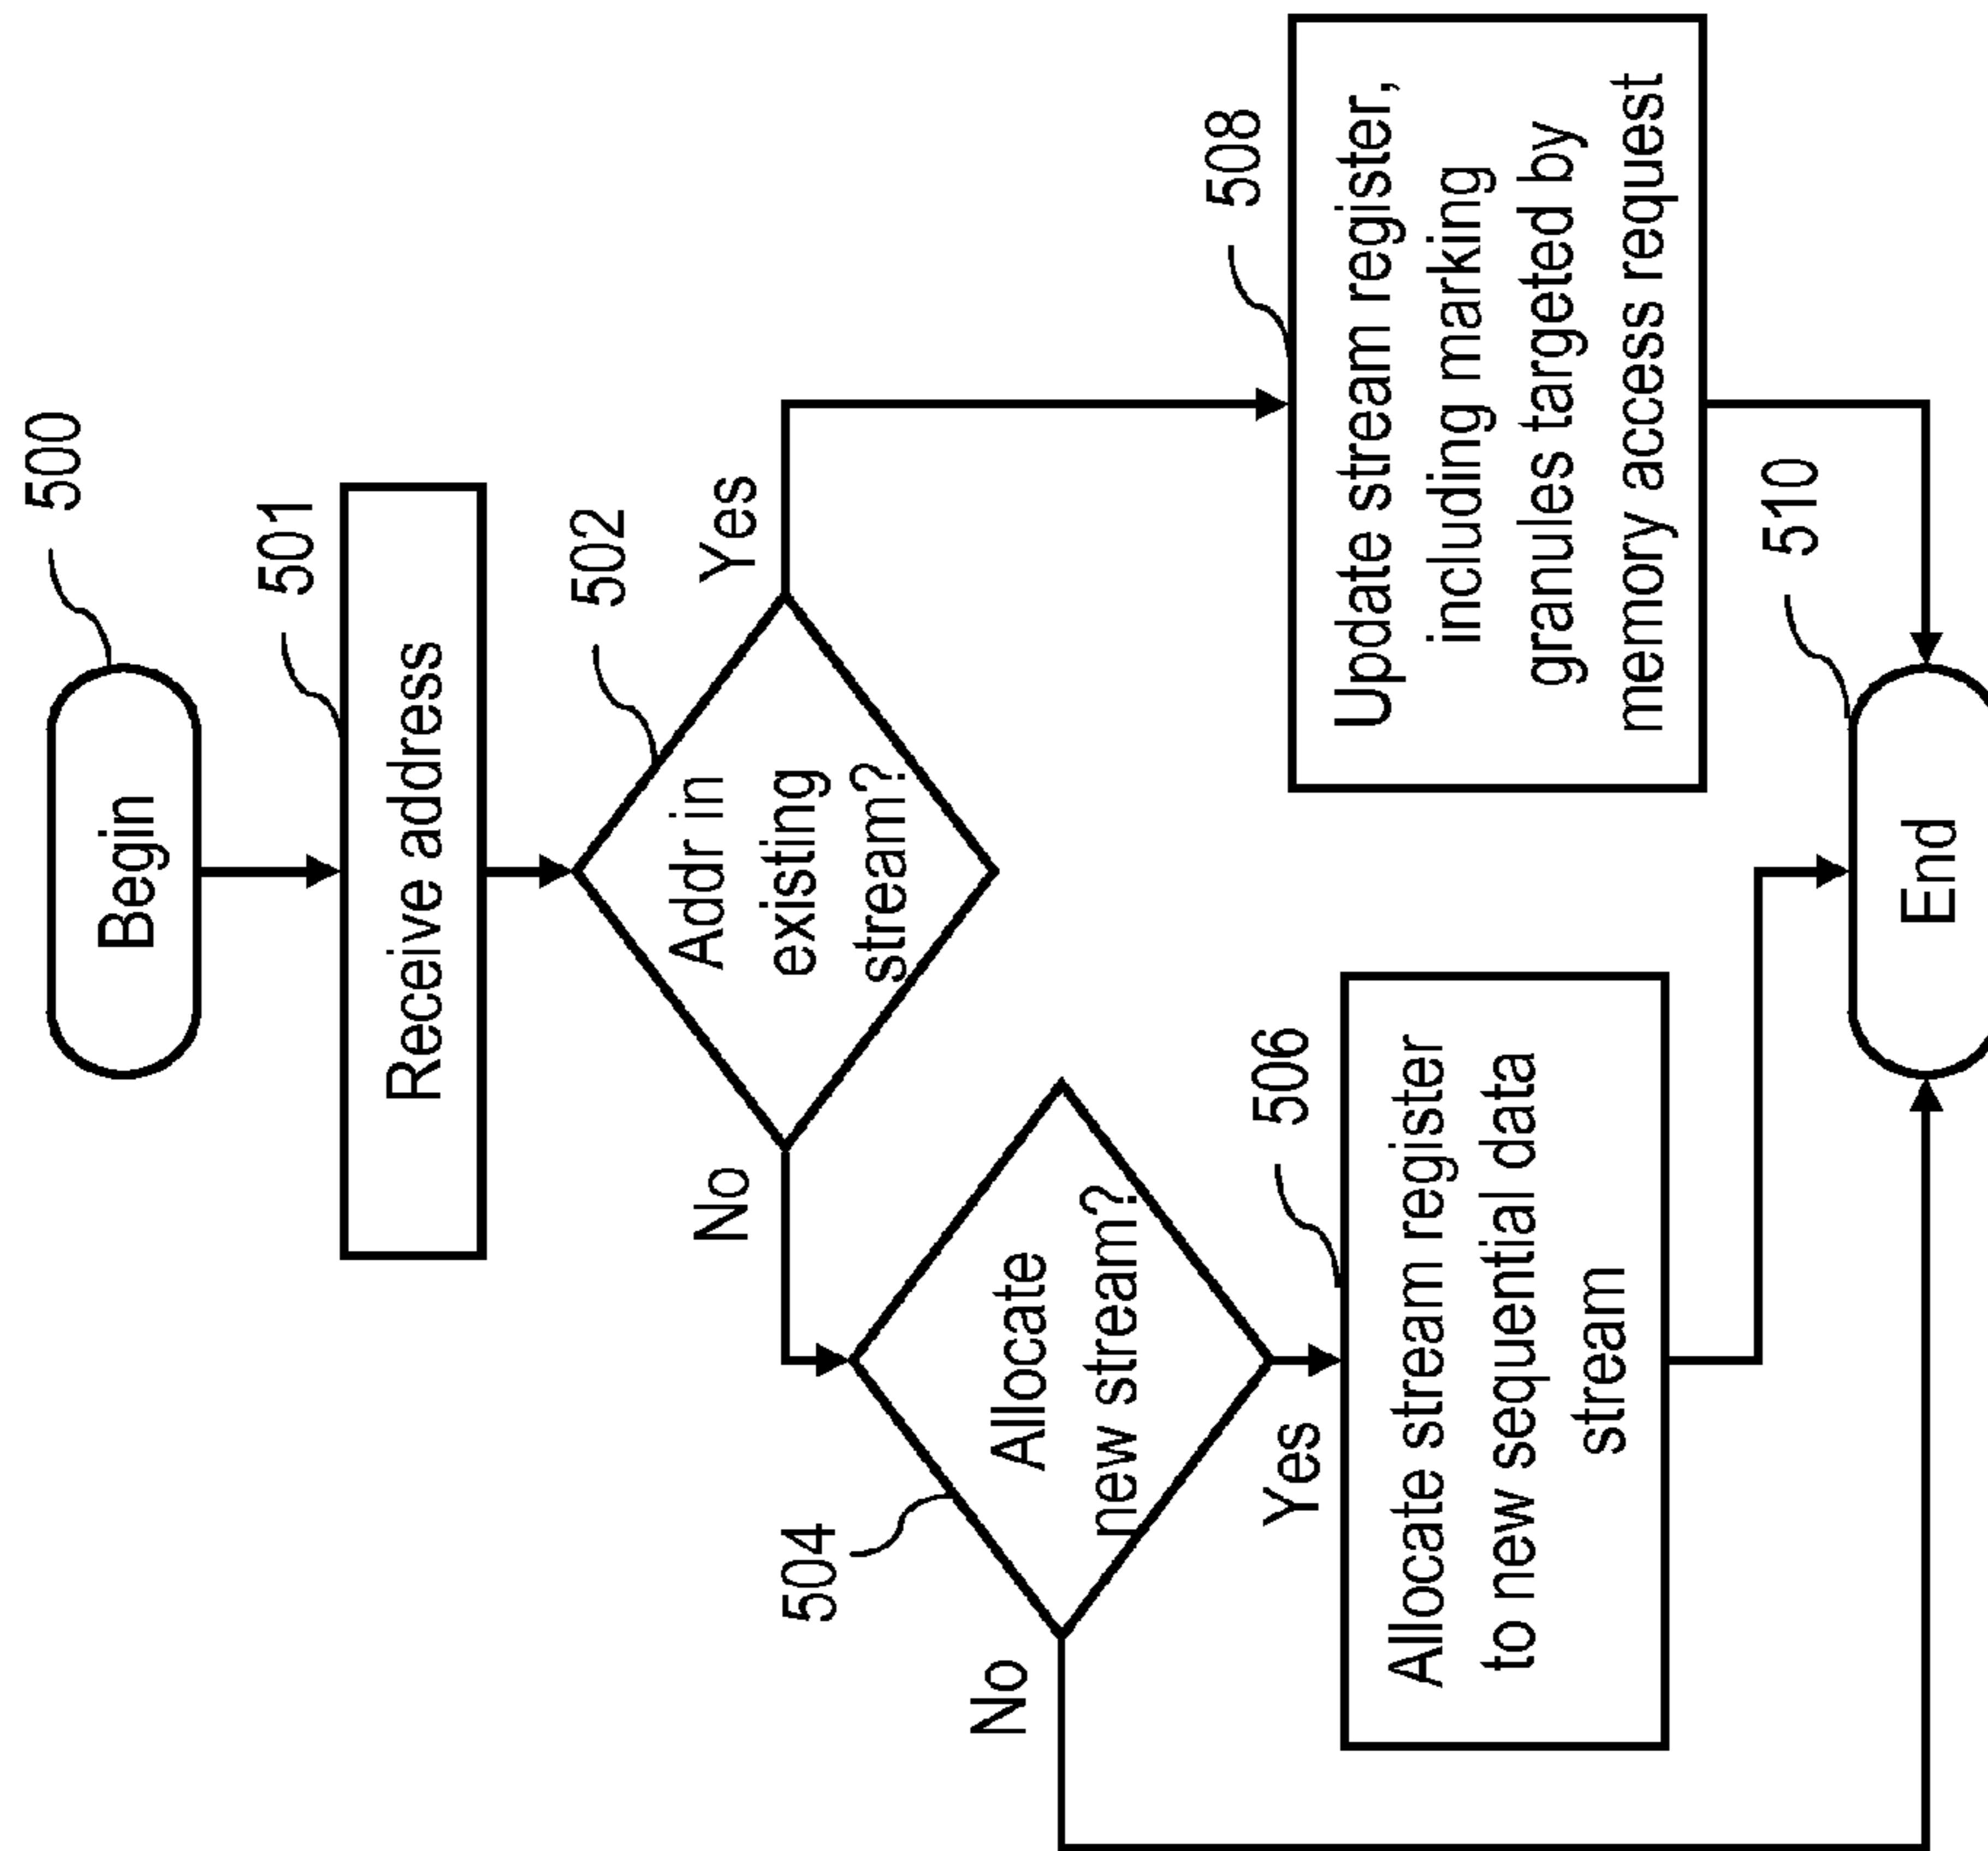 500
Begin
501
Receive address
502
Addr in
existing
stream?
Yes
No
504
Allocate
new stream?
No
Yes
506
Allocate stream register
to new sequential data
stream
508
Update stream register,
including marking
granules targeted by
memory access request
510
End